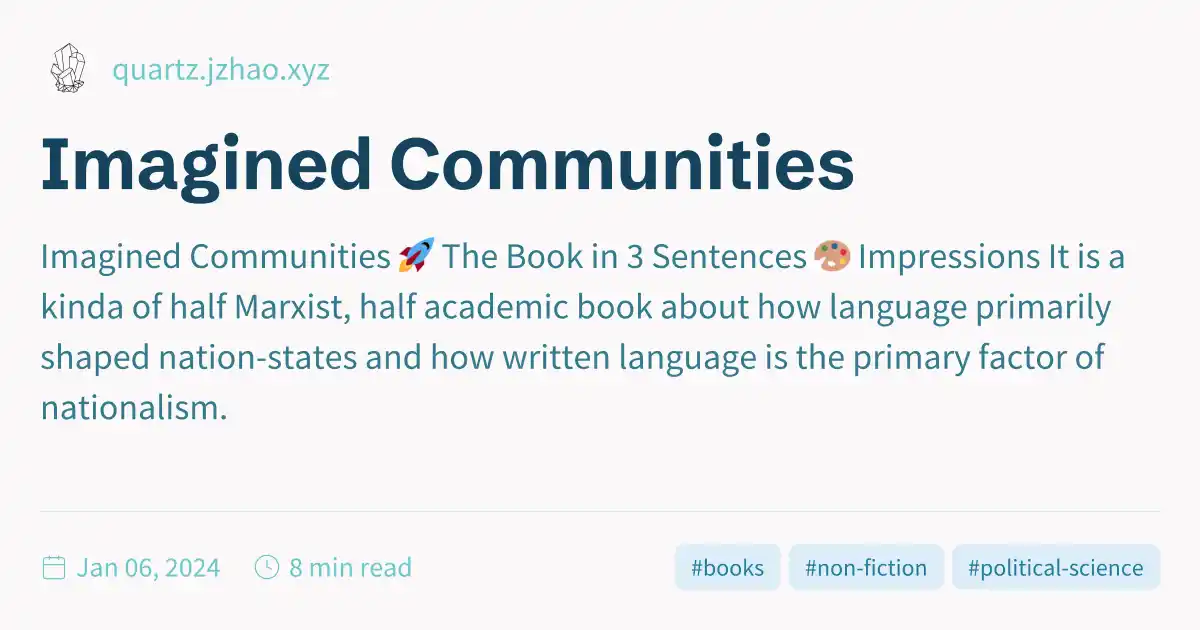 quartz.jzhao.xyz
Imagined Communities
Imagined Communities 🚀 The Book in 3 Sentences 🎨 Impressions It is a
kinda of half Marxist, half academic book about how language primarily
shaped nation-states and how written language is the primary factor of
nationalism.
Jan 06, 2024 8 min read #books #non-fiction #political-science